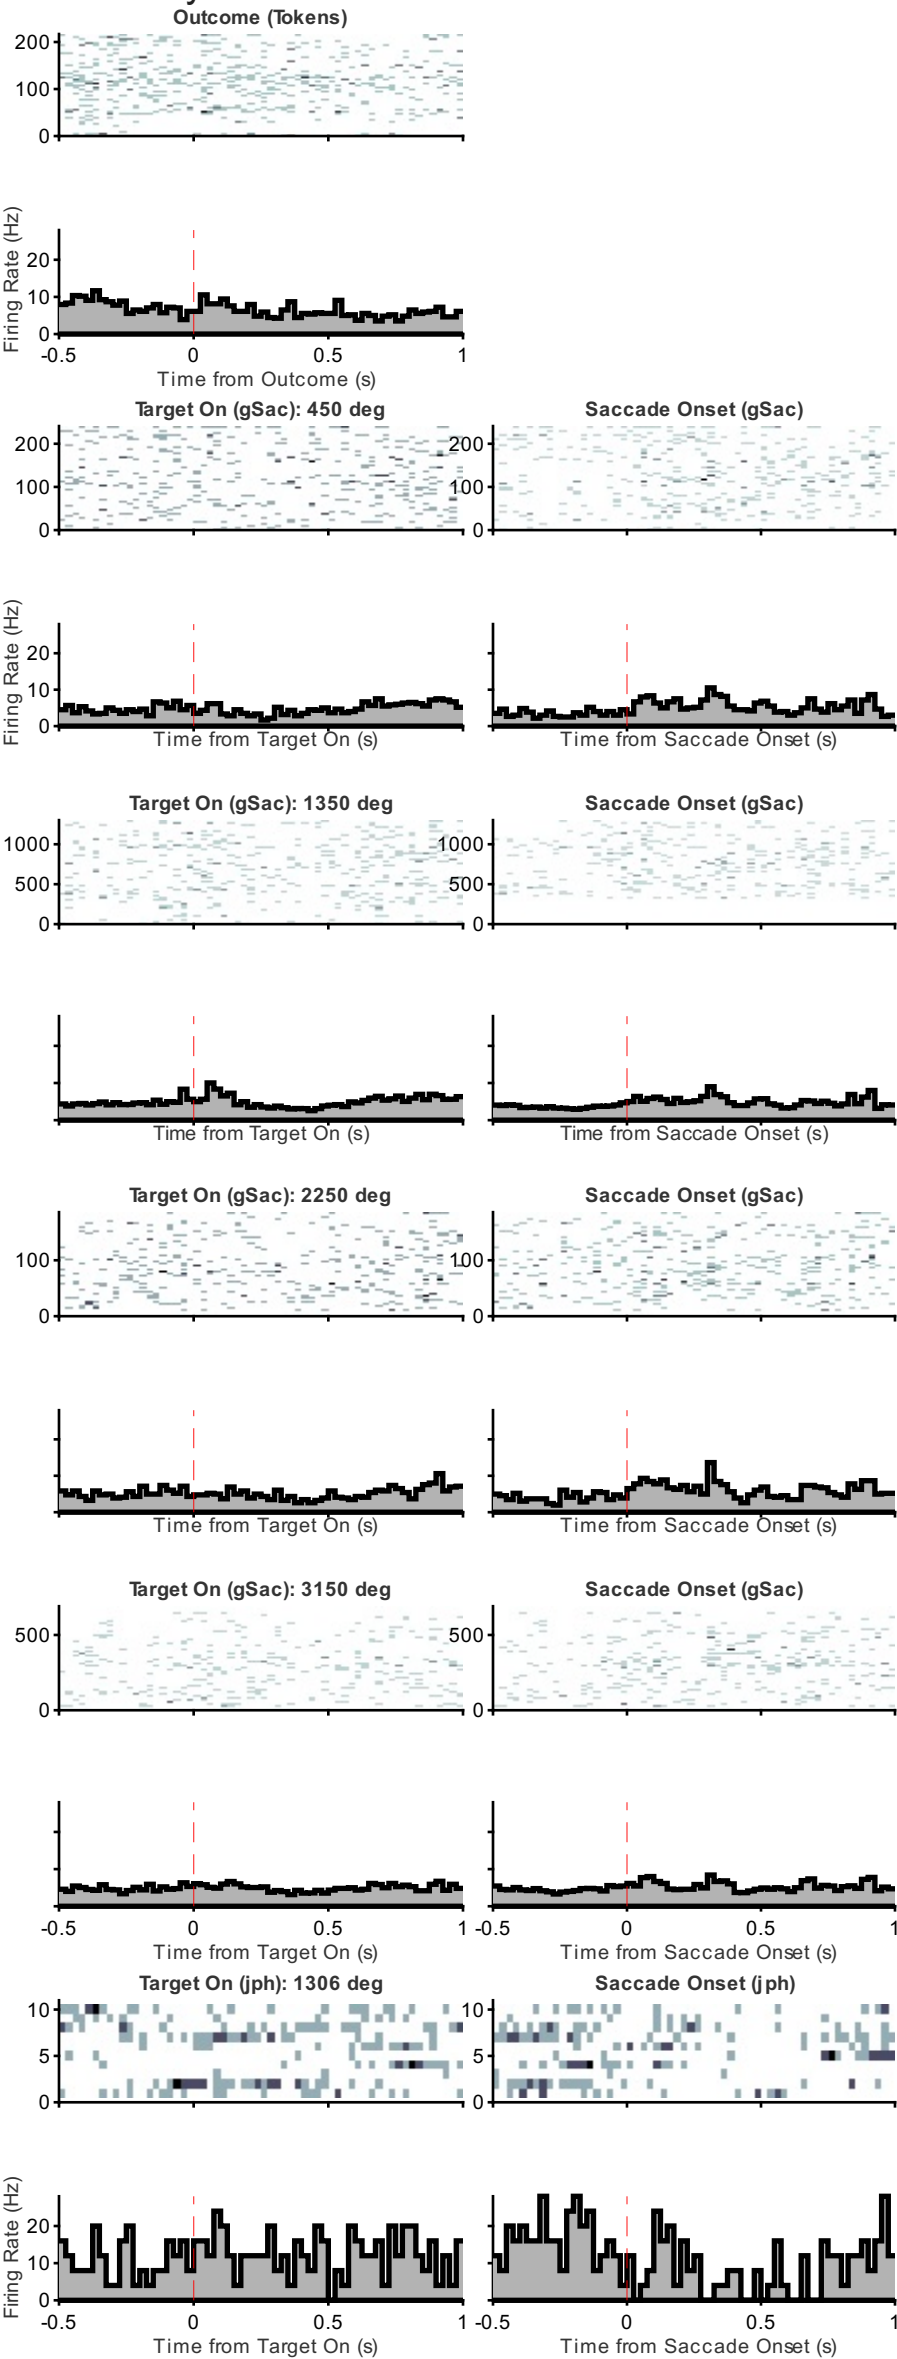 Outcome (Tokens)
200
100
0
Firing Rate (Hz)
20
10
0
-0.5 0 0.5 1
Time from Outcome (s)
Target On (gSac): 450 deg Saccade Onset (gSac)
200 200
100 100
0 0
Firing Rate (Hz)
20
10
0
Time from Target On (s) Time from Saccade Onset (s)
Target On (gSac): 1350 deg Saccade Onset (gSac)
1000 1000
500 500
0 0
Time from Target On (s) Time from Saccade Onset (s)
Target On (gSac): 2250 deg Saccade Onset (gSac)
100 100
0 0
Time from Target On (s) Time from Saccade Onset (s)
Target On (gSac): 3150 deg Saccade Onset (gSac)
500 500
0 0
-0.5 0 0.5 1 -0.5 0 0.5 1
Time from Target On (s) Time from Saccade Onset (s)
Target On (jph): 1306 deg Saccade Onset (jph)
10 10
5 5
0 0
Firing Rate (Hz)
20 20
10 10
0 0
-0.5 0 0.5 1 -0.5 0 0.5 1
Time from Target On (s) Time from Saccade Onset (s)